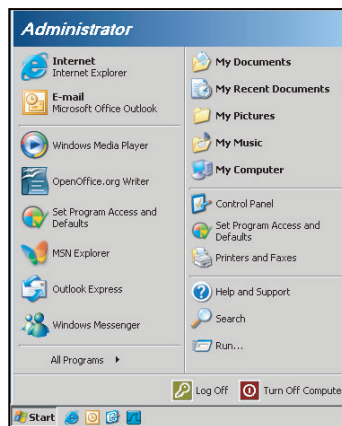 Administrator
Internet
Internet Explorer
E-mail
Microsoft Office Outlook
Windows Media Player
OpenOffice.org Writer
Set Program Access and
Defaults
MSN Explorer
Outlook Express
Windows Messenger
All Programs
My Documents
My Recent Documents
My Pictures
My Music
My Computer
Control Panel
Set Program Access and
Defaults
Printers and Faxes
Help and Support
Search
Run...
Log Off
Turn Off Compute
Start